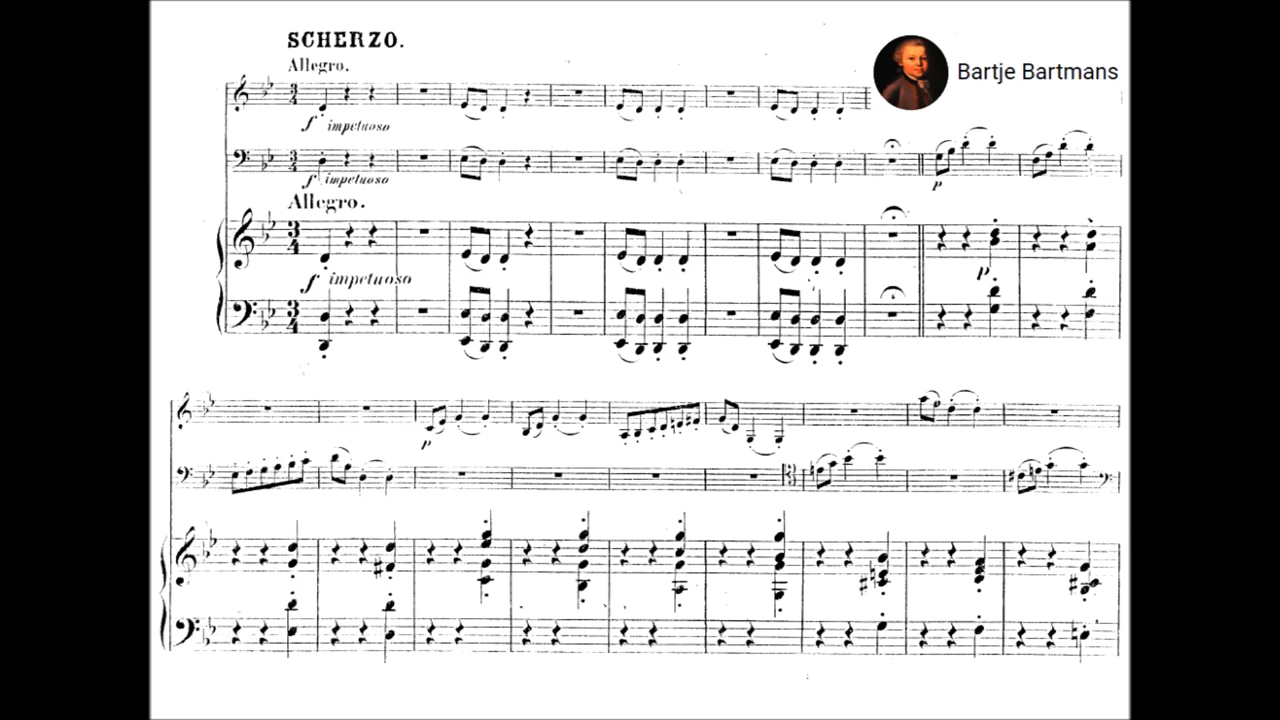 SCHERZO.
Allegro.
Bartje Bartmans
f impetuoso
f impetuoso
Allegro.
p
f impetuoso
p
p